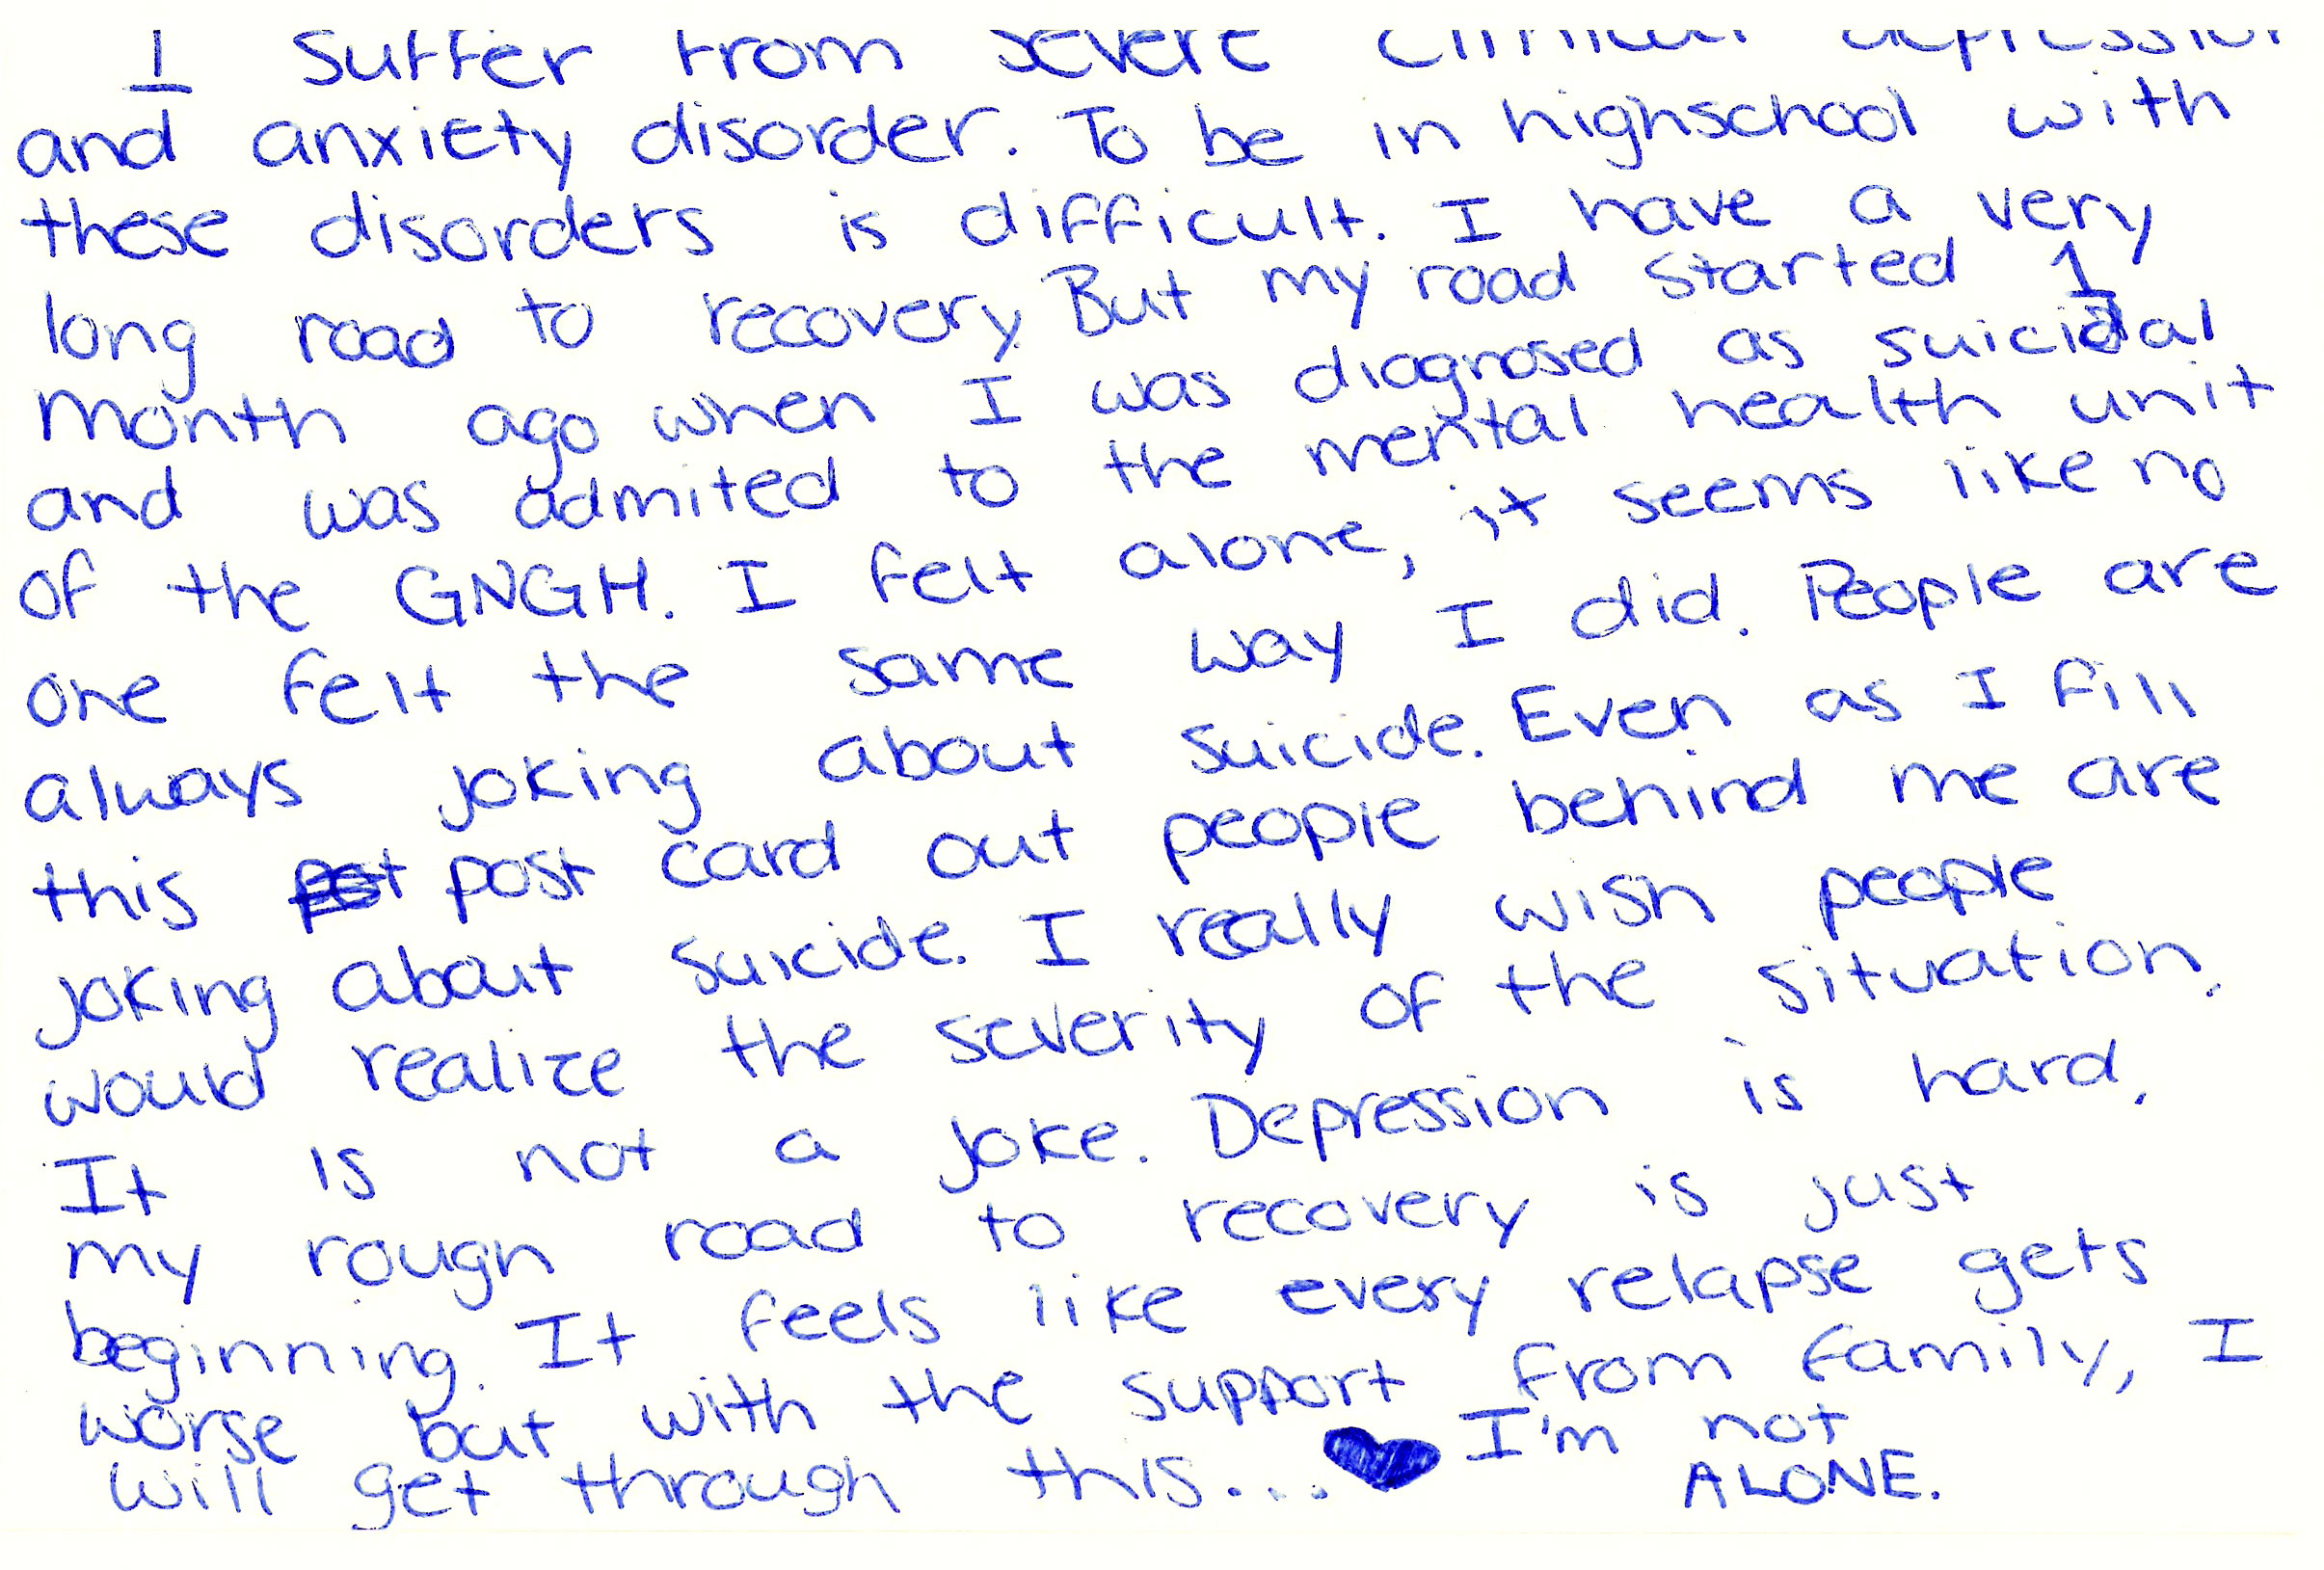 I suffer from severe clinical depression
and anxiety disorder. To be in highschool with
these disorders is difficult. I have a very
long road to recovery. But my road started 1
month ago when I was diagnosed as suicidal
and was admited to the mental health unit
of the GNGH. I felt alone, it seems like no
one felt the same way I did. People are
always joking about suicide. Even as I fill
this post card out people behind me are
joking about suicide. I really wish people
would realize the severity of the situation.
It is not a joke. Depression is hard,
my rough road to recovery is just
beginning. It feels like every relapse gets
worse but with the support from family, I
will get through this... ♥ I'm not
ALONE.